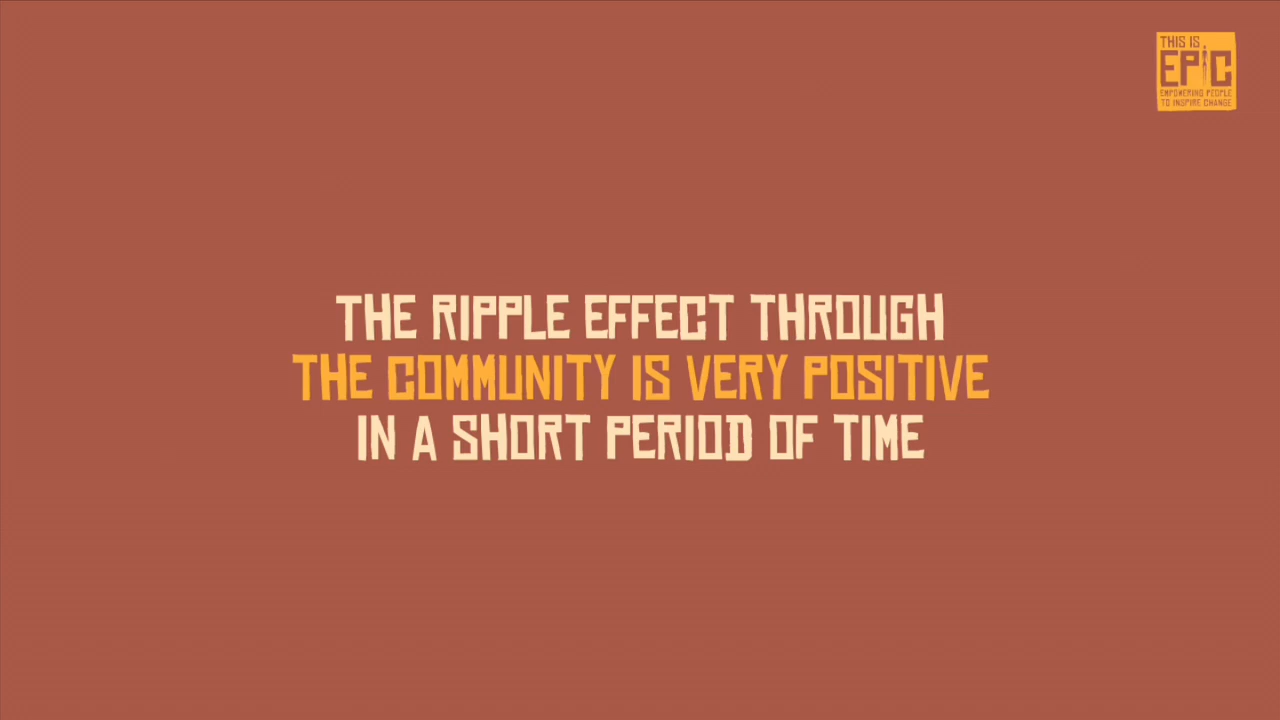 THIS IS
EPIC
EMPOWERING PEOPLE
TO INSPIRE CHANGE
THE RIPPLE EFFECT THROUGH
THE COMMUNITY IS VERY POSITIVE
IN A SHORT PERIOD OF TIME